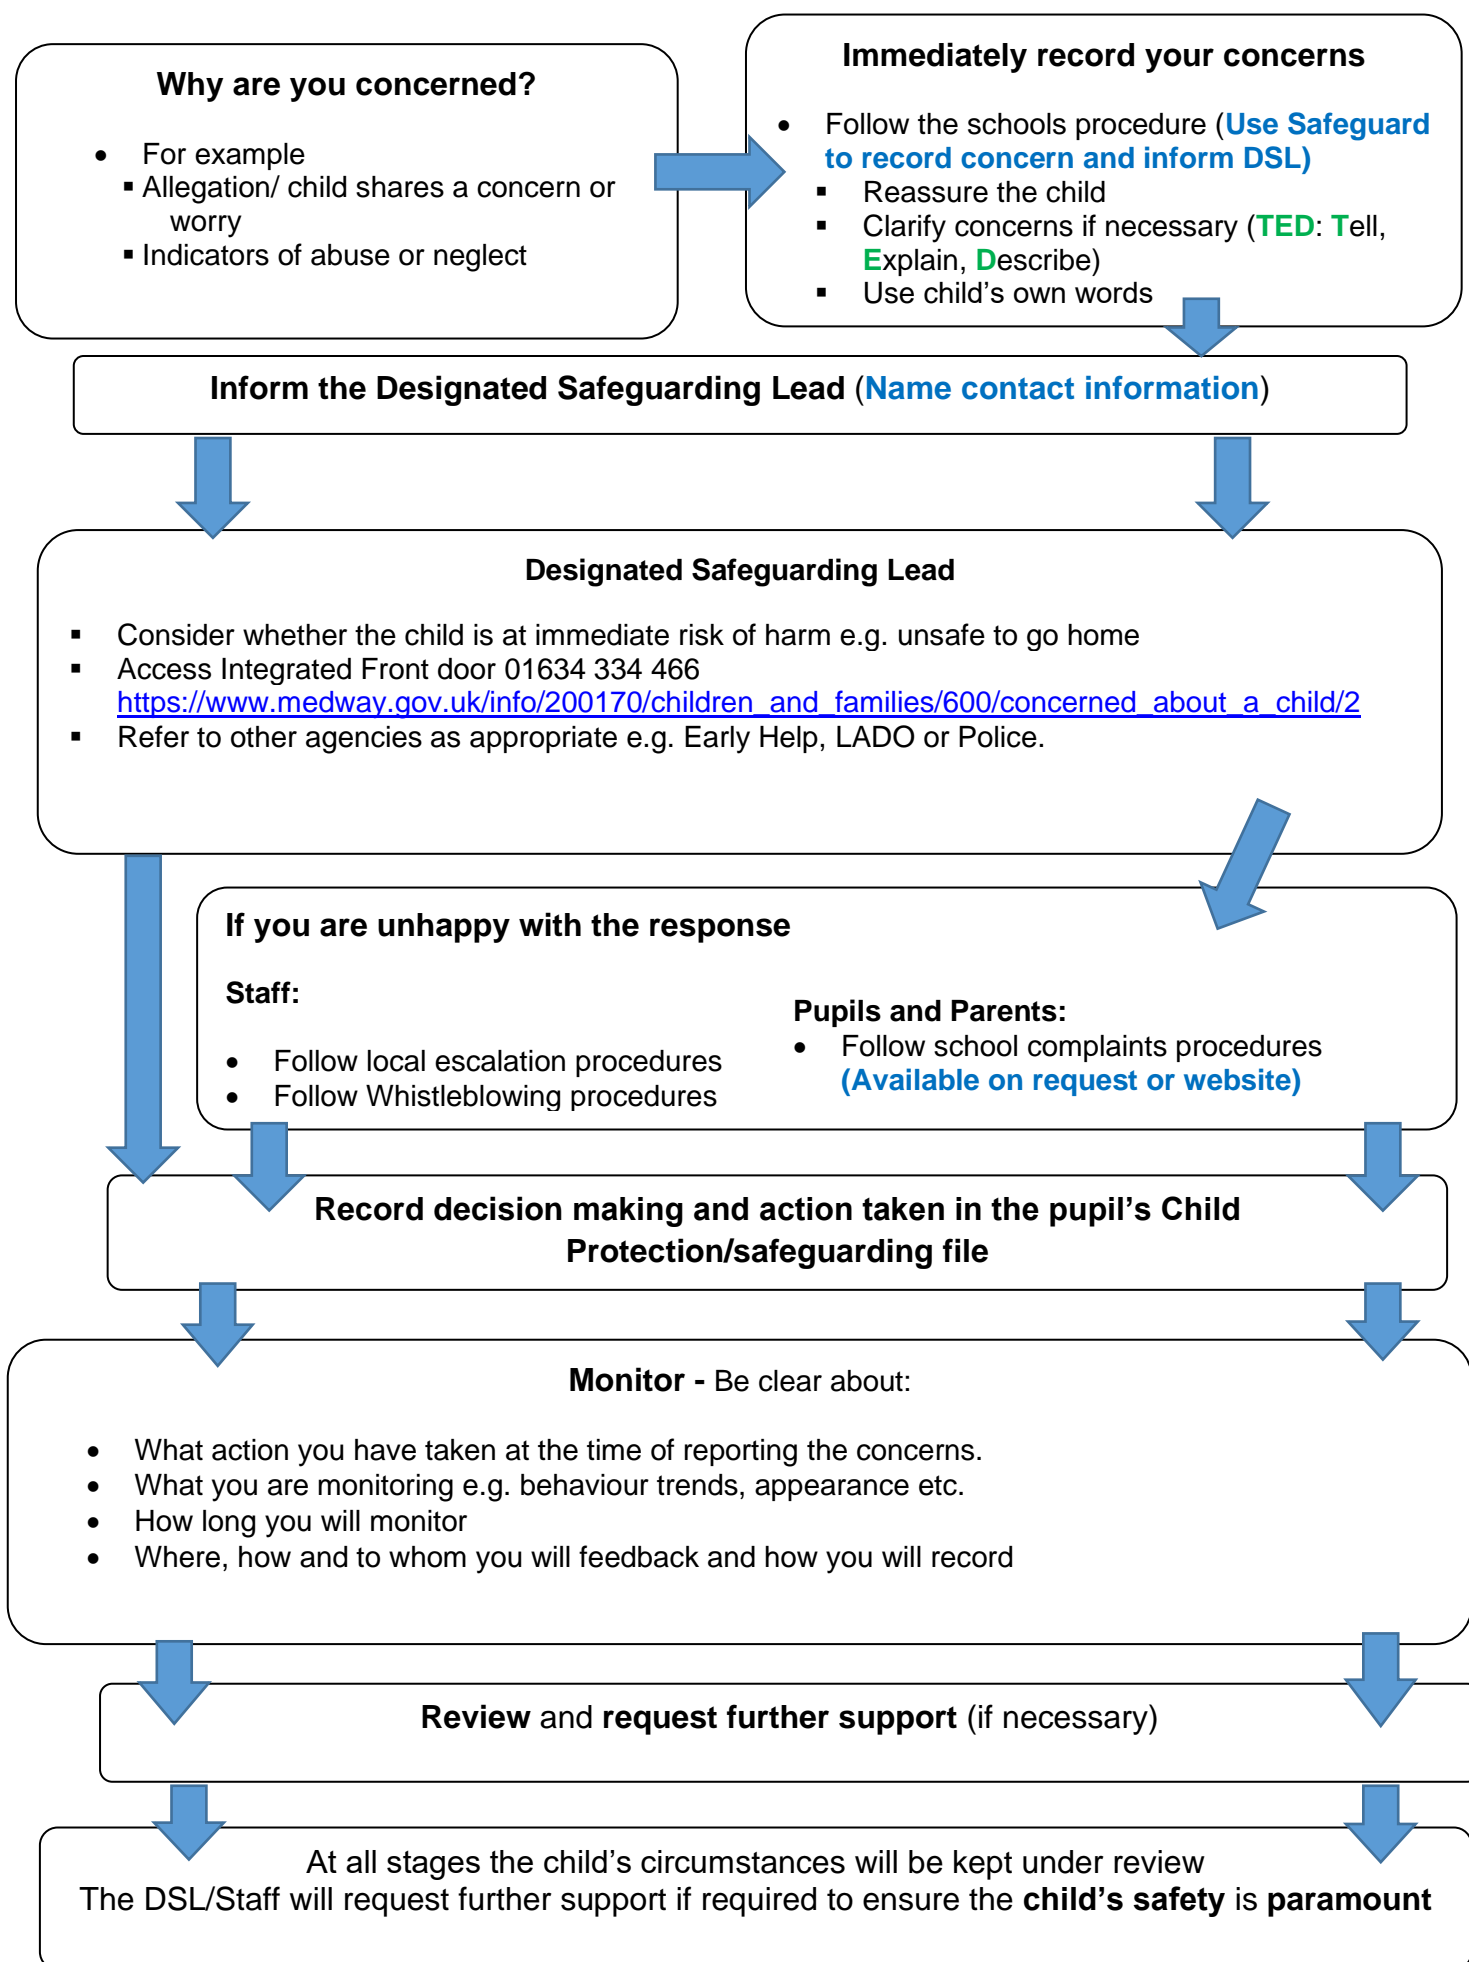 Why are you concerned?
• For example
▪ Allegation/ child shares a concern or
worry
▪ Indicators of abuse or neglect
Immediately record your concerns
• Follow the schools procedure (Use Safeguard
to record concern and inform DSL)
▪ Reassure the child
▪ Clarify concerns if necessary (TED: Tell,
Explain, Describe)
▪ Use child’s own words
Inform the Designated Safeguarding Lead (Name contact information)
Designated Safeguarding Lead
▪ Consider whether the child is at immediate risk of harm e.g. unsafe to go home
▪ Access Integrated Front door 01634 334 466
https://www.medway.gov.uk/info/200170/children_and_families/600/concerned_about_a_child/2
▪ Refer to other agencies as appropriate e.g. Early Help, LADO or Police.
If you are unhappy with the response
Staff:
• Follow local escalation procedures
• Follow Whistleblowing procedures
Pupils and Parents:
• Follow school complaints procedures
(Available on request or website)
Record decision making and action taken in the pupil’s Child
Protection/safeguarding file
Monitor - Be clear about:
• What action you have taken at the time of reporting the concerns.
• What you are monitoring e.g. behaviour trends, appearance etc.
• How long you will monitor
• Where, how and to whom you will feedback and how you will record
Review and request further support (if necessary)
At all stages the child’s circumstances will be kept under review
The DSL/Staff will request further support if required to ensure the child’s safety is paramount